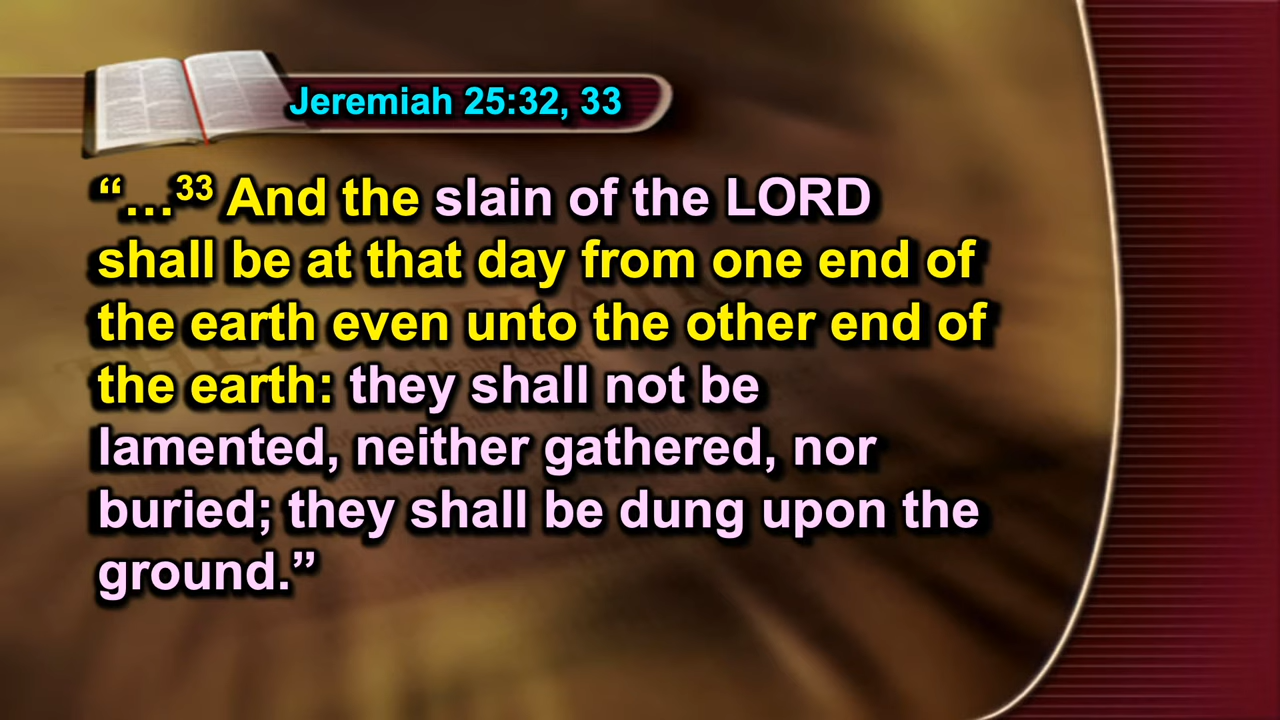 Jeremiah 25:32, 33
“…33 And the slain of the LORD
shall be at that day from one end of
the earth even unto the other end of
the earth: they shall not be
lamented, neither gathered, nor
buried; they shall be dung upon the
ground.”